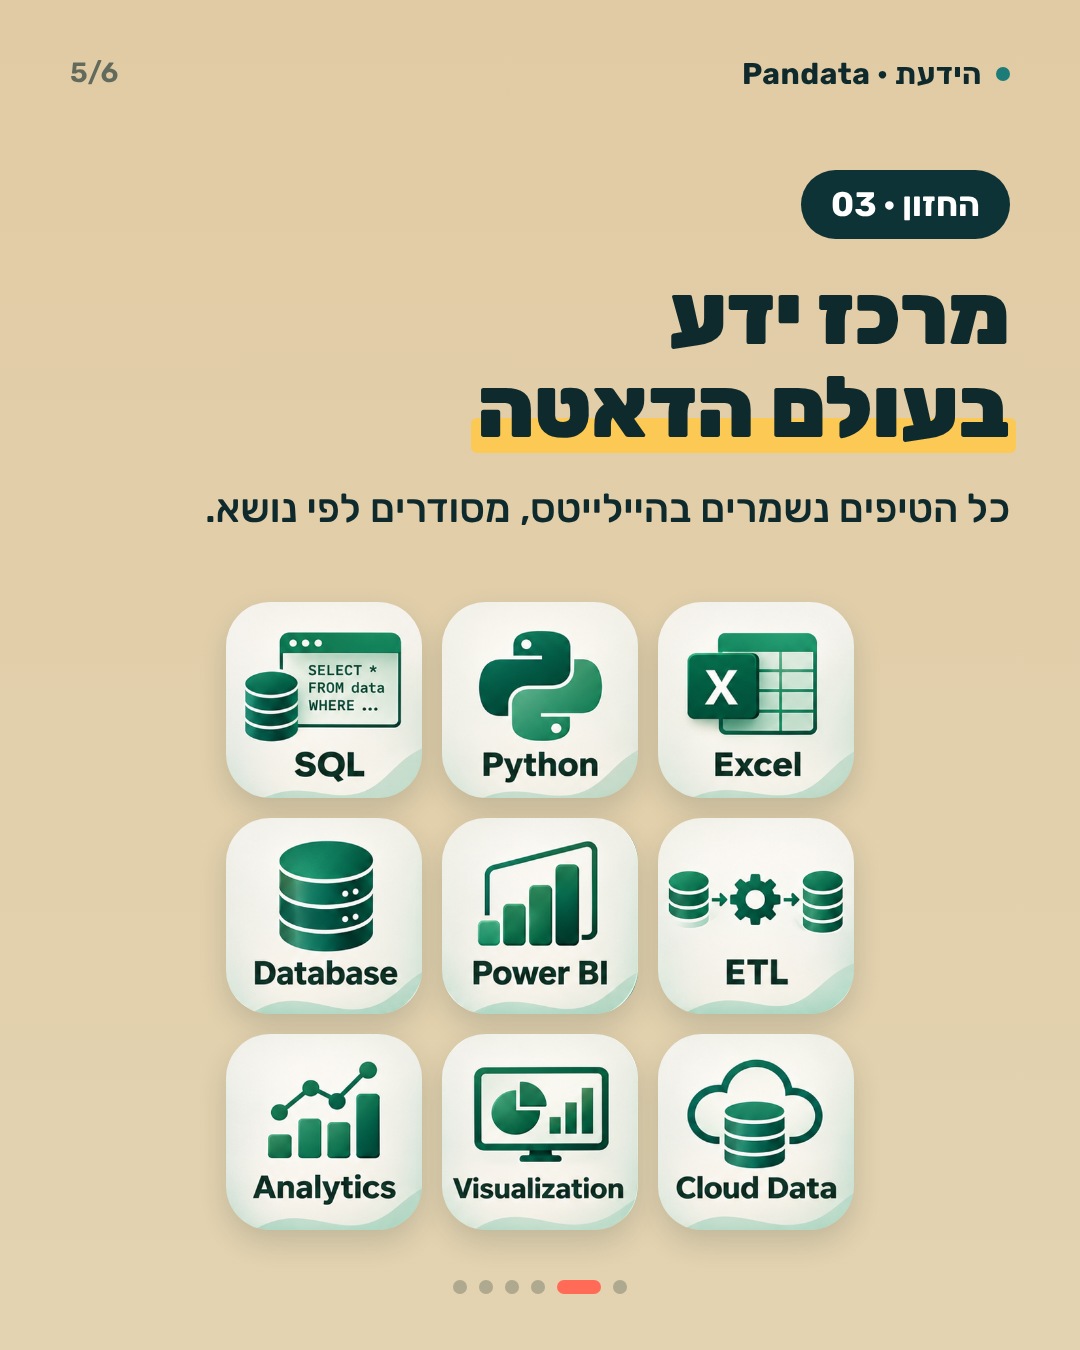 הידעת • Pandata
5/6
החזון • 03
מרכז ידע
בעולם הדאטה
כל הטיפים נשמרים בהיילייטס, מסודרים לפי נושא.
X
Excel
Python
SELECT *
FROM data
WHERE ...
SQL
ETL
Power BI
Database
Cloud Data
Visualization
Analytics